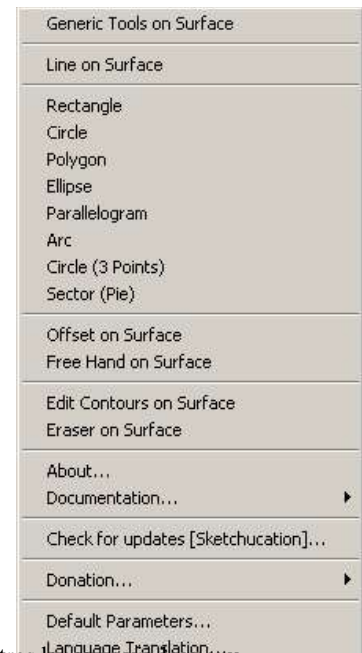 Generic Tools on Surface
Line on Surface
Rectangle
Circle
Polygon
Ellipse
Parallelogram
Arc
Circle (3 Points)
Sector (Pie)
Offset on Surface
Free Hand on Surface
Edit Contours on Surface
Eraser on Surface
About...
Documentation...
Check for updates [Sketchucation]...
Donation...
Default Parameters...
Language Translation...